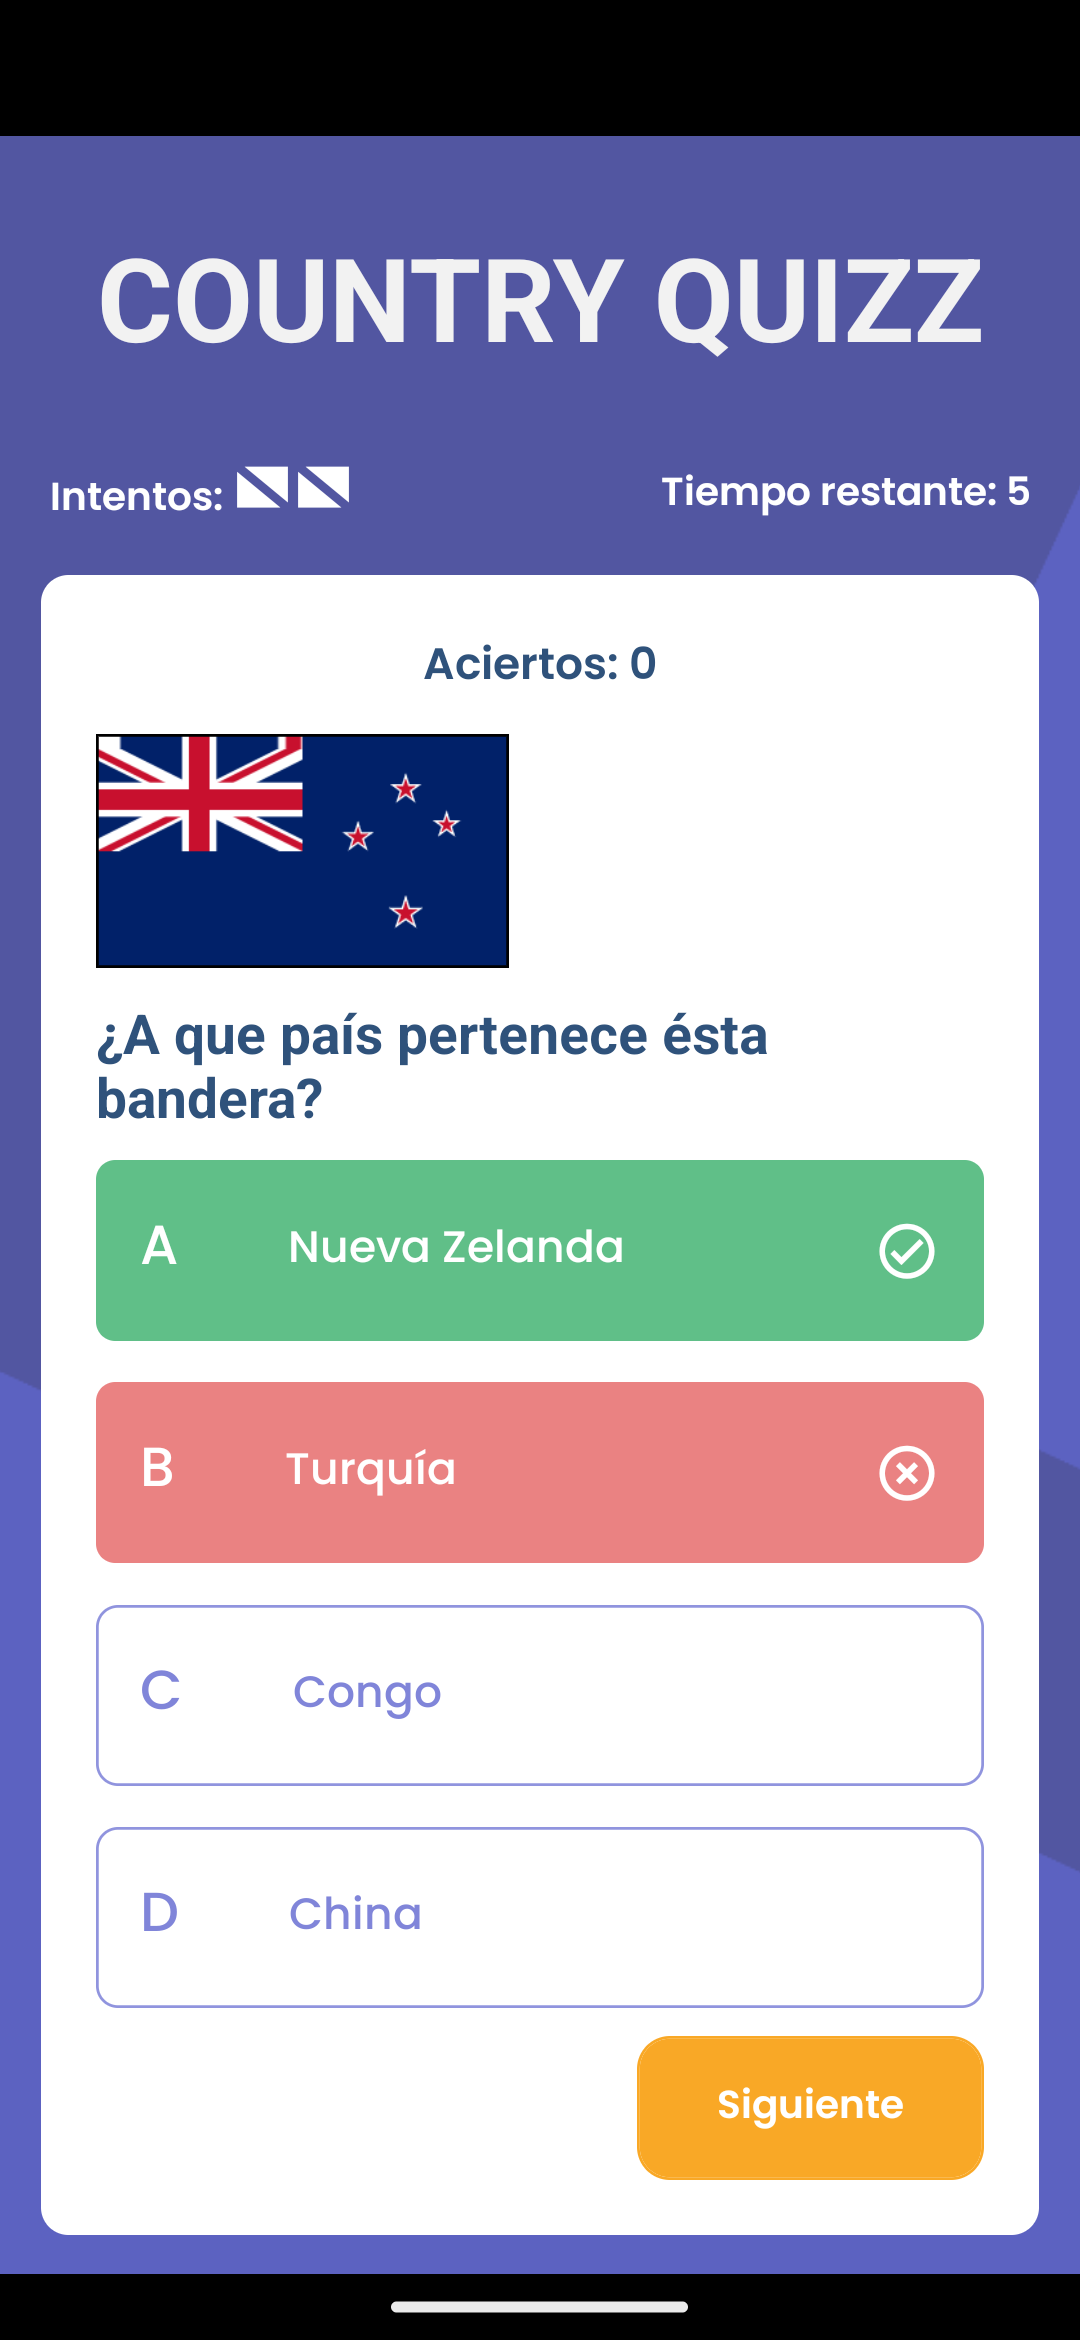 COUNTRY QUIZZ
Intentos:
Tiempo restante: 5
Aciertos: 0
¿A que país pertenece ésta
bandera?
A Nueva Zelanda
B Turquía
C Congo
D China
Siguiente